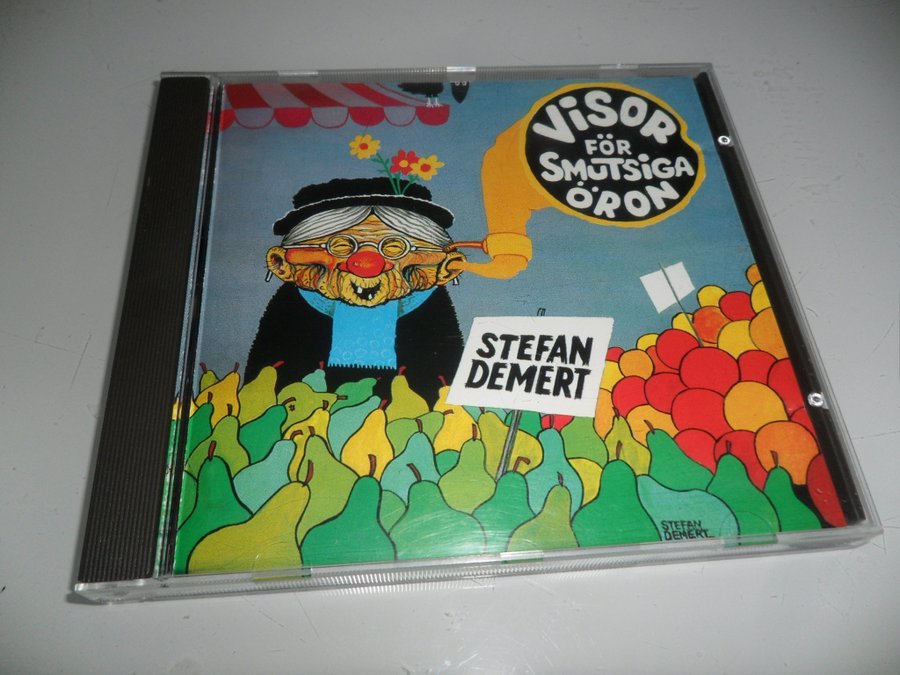 VISOR
FÖR
SMUTSIGA
ÖRON
STEFAN
DEMERT
STEFAN
DEMERT